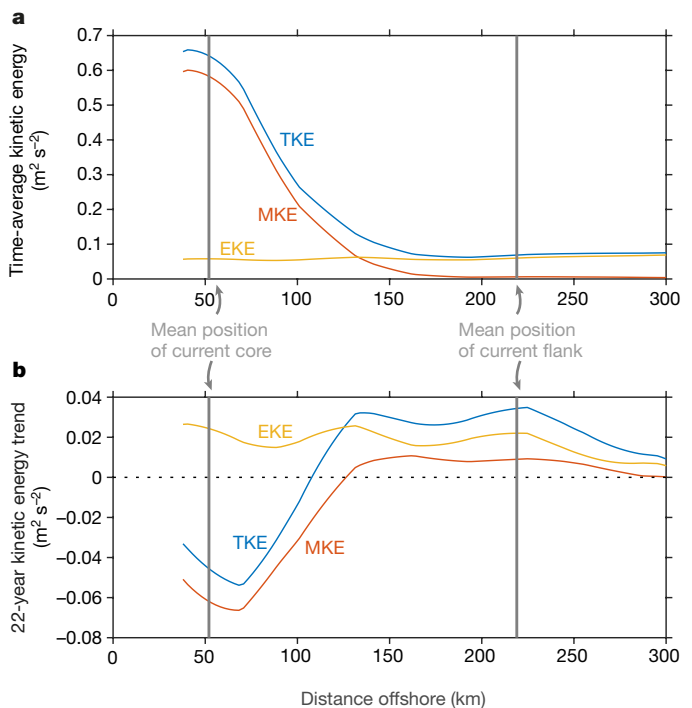 a
Time-average kinetic energy
(m² s⁻²)
0.7
0.6
0.5
0.4
0.3
0.2
0.1
0
TKE
MKE
EKE
0
50
100
150
200
250
300
Mean position
of current core
Mean position
of current flank
b
22-year kinetic energy trend
(m² s⁻²)
0.04
0.02
0
−0.02
−0.04
−0.06
−0.08
EKE
TKE
MKE
0
50
100
150
200
250
300
Distance offshore (km)